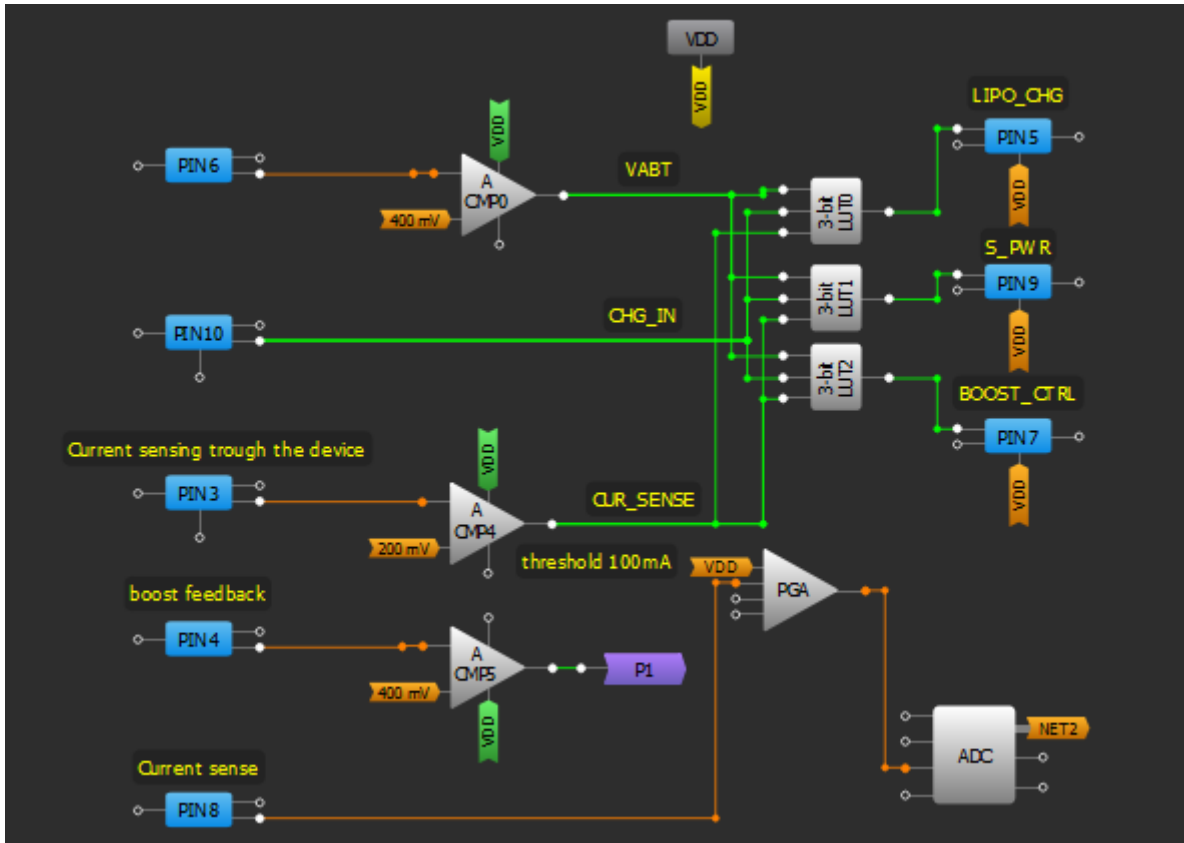 VDD
VDD
LIPO_CHG
VDD
PIN5
PIN6
A
CMP0
VABT
3-bit
LUT0
400 mV
VDD
S_PWR
PIN9
3-bit
LUT1
CHG_IN
PIN10
VDD
3-bit
LUT2
BOOST_CTRL
PIN7
Current sensing trough the device
VDD
PIN3
A
CMP4
CUR_SENSE
VDD
200 mV
threshold 100mA
VDD
PGA
boost feedback
PIN4
A
CMP5
P1
400 mV
VDD
NET2
ADC
Current sense
PIN8